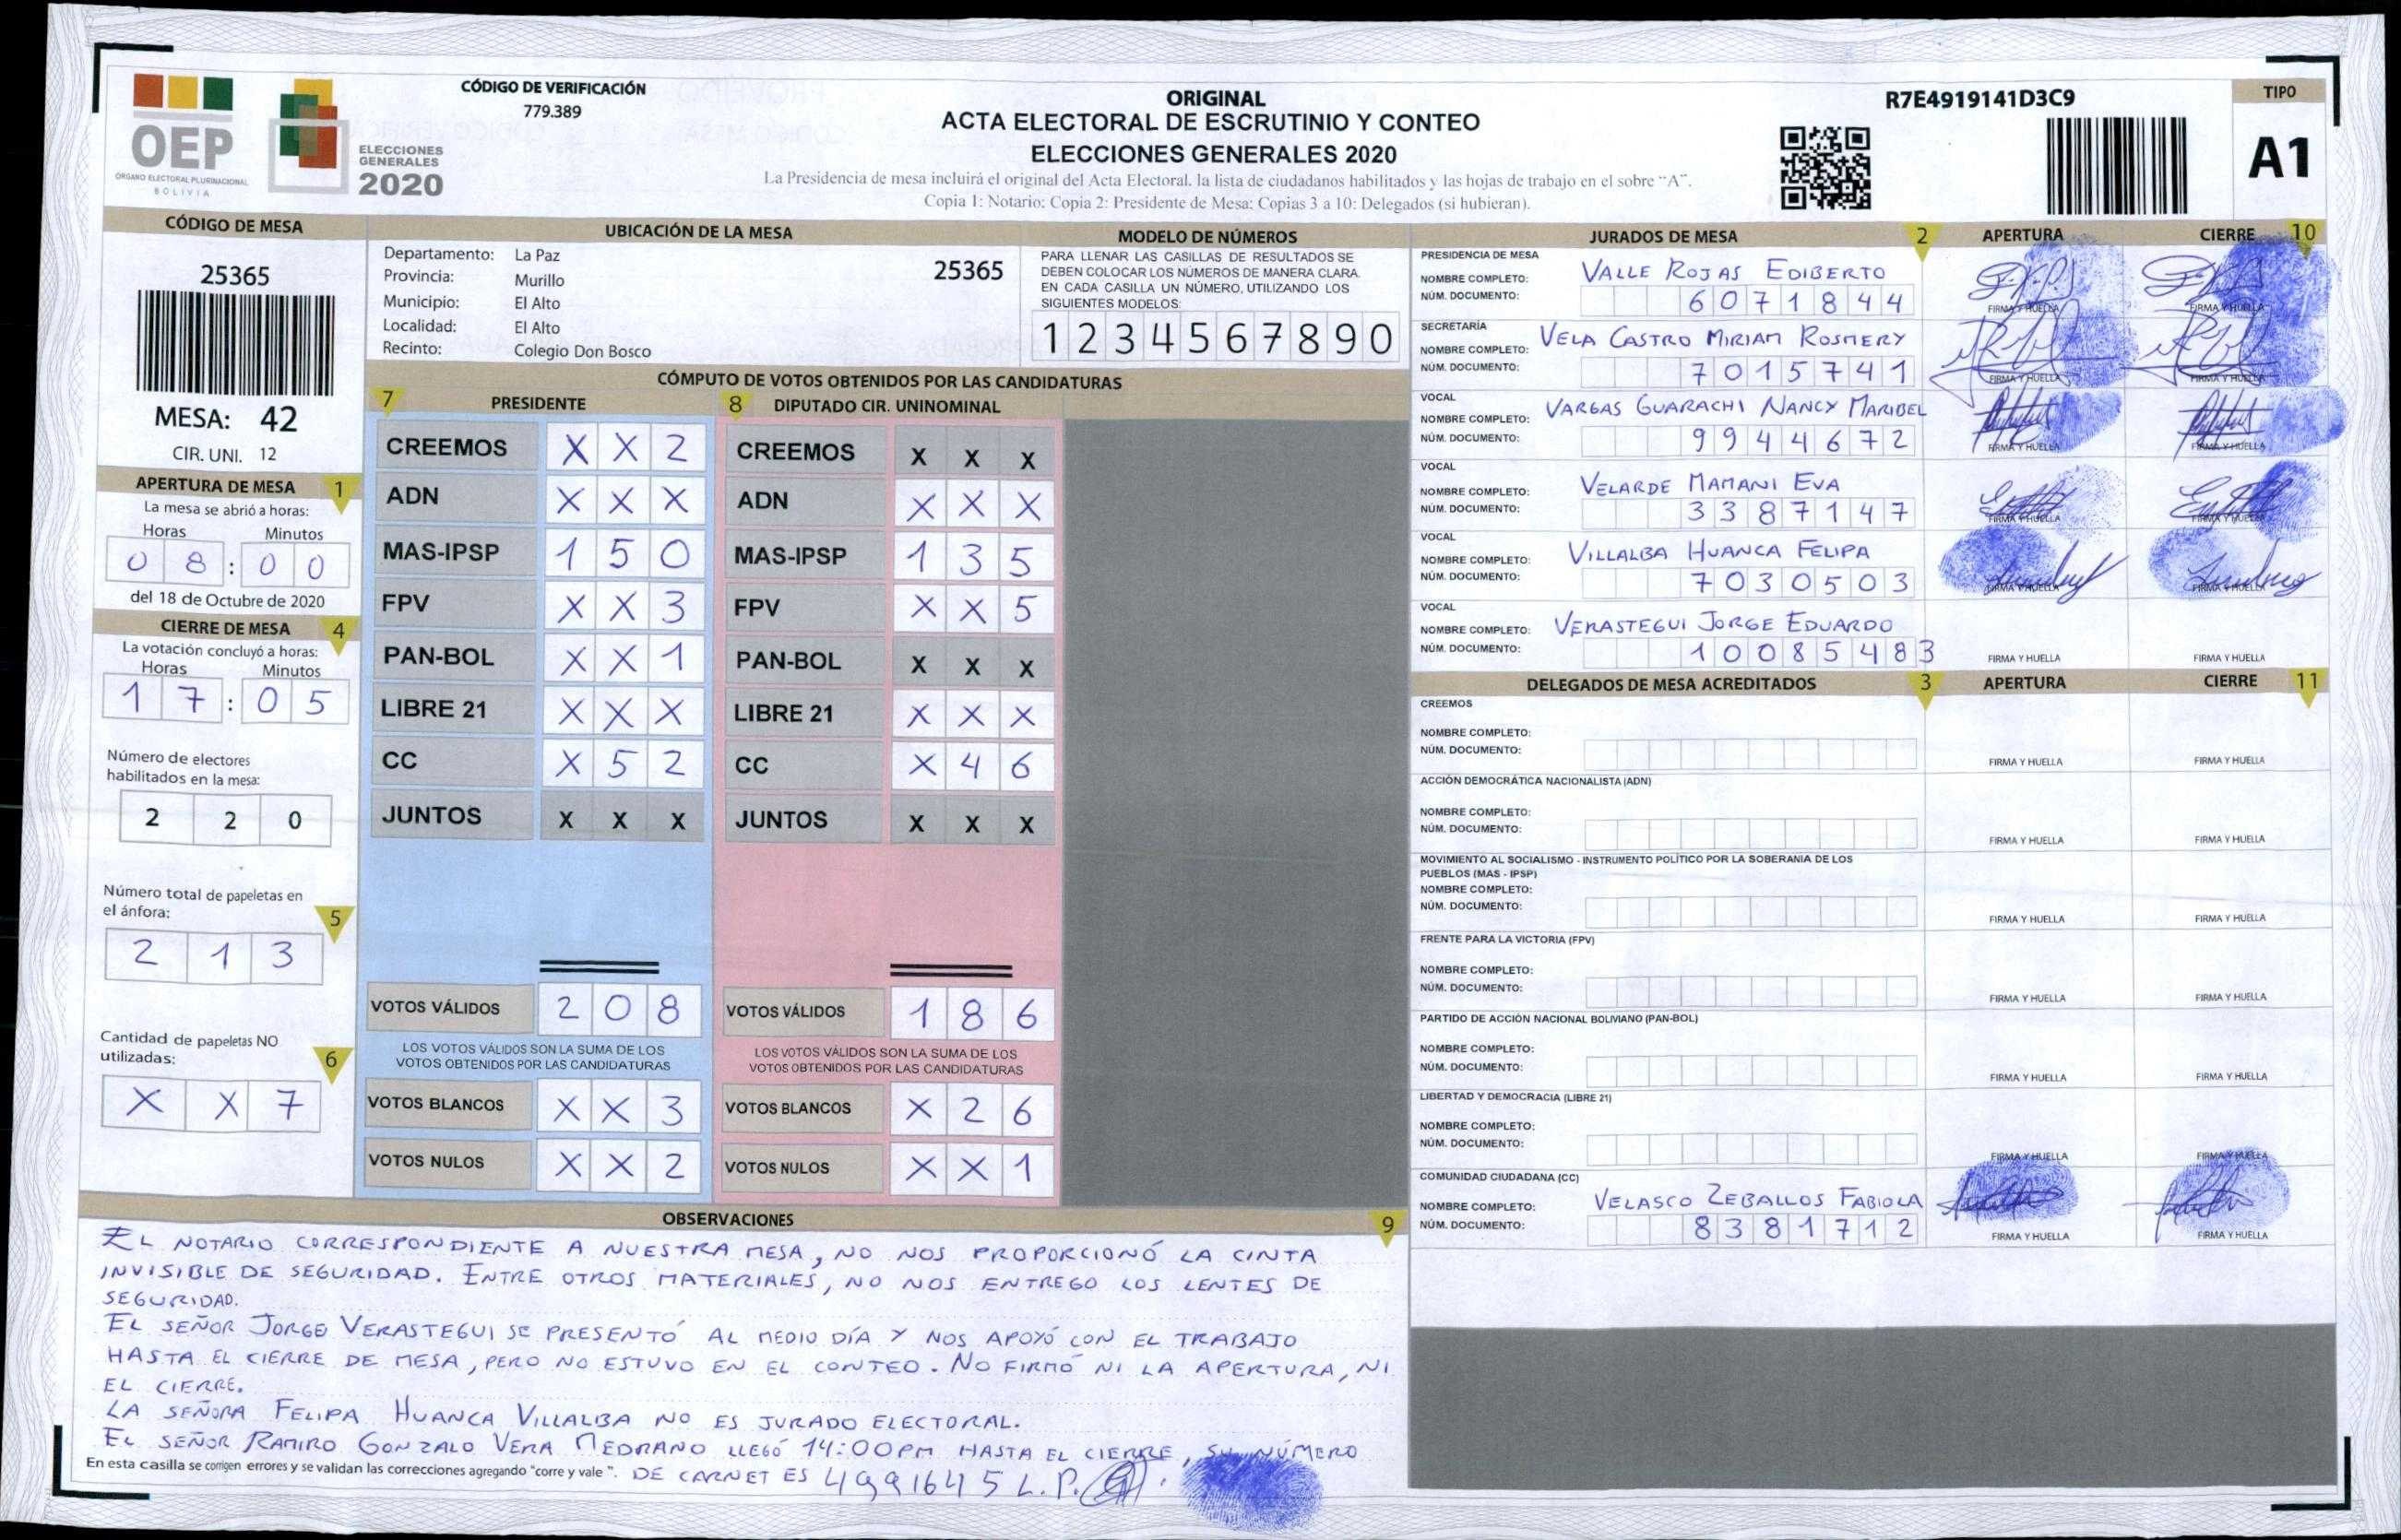 OEP
ÓRGANO ELECTORAL PLURINACIONAL
BOLIVIA
ELECCIONES
GENERALES
2020
CÓDIGO DE VERIFICACIÓN
779.389
ORIGINAL
ACTA ELECTORAL DE ESCRUTINIO Y CONTEO
ELECCIONES GENERALES 2020
La Presidencia de mesa incluirá el original del Acta Electoral, la lista de ciudadanos habilitados y las hojas de trabajo en el sobre "A".
Copia 1: Notario; Copia 2: Presidente de Mesa; Copias 3 a 10: Delegados (si hubieran).
R7E4919141D3C9
TIPO
A1
CÓDIGO DE MESA
25365
MESA: 42
CIR. UNI. 12
APERTURA DE MESA 1
La mesa se abrió a horas:
Horas Minutos
0 8 : 0 0
del 18 de Octubre de 2020
CIERRE DE MESA 4
La votación concluyó a horas:
Horas Minutos
1 7 : 0 5
Número de electores
habilitados en la mesa:
2 2 0
Número total de papeletas en
el ánfora: 5
2 1 3
Cantidad de papeletas NO
utilizadas: 6
X X 7
UBICACIÓN DE LA MESA
Departamento: La Paz
Provincia: Murillo
Municipio: El Alto
Localidad: El Alto
Recinto: Colegio Don Bosco
25365
MODELO DE NÚMEROS
PARA LLENAR LAS CASILLAS DE RESULTADOS SE
DEBEN COLOCAR LOS NÚMEROS DE MANERA CLARA.
EN CADA CASILLA UN NÚMERO, UTILIZANDO LOS
SIGUIENTES MODELOS:
1 2 3 4 5 6 7 8 9 0
CÓMPUTO DE VOTOS OBTENIDOS POR LAS CANDIDATURAS
7 PRESIDENTE
CREEMOS X X 2
ADN X X X
MAS-IPSP 1 5 0
FPV X X 3
PAN-BOL X X 1
LIBRE 21 X X X
CC X 5 2
JUNTOS X X X
VOTOS VÁLIDOS 2 0 8
LOS VOTOS VÁLIDOS SON LA SUMA DE LOS
VOTOS OBTENIDOS POR LAS CANDIDATURAS
VOTOS BLANCOS X X 3
VOTOS NULOS X X 2
8 DIPUTADO CIR. UNINOMINAL
CREEMOS X X X
ADN X X X
MAS-IPSP 1 3 5
FPV X X 5
PAN-BOL X X X
LIBRE 21 X X X
CC X 4 6
JUNTOS X X X
VOTOS VÁLIDOS 1 8 6
LOS VOTOS VÁLIDOS SON LA SUMA DE LOS
VOTOS OBTENIDOS POR LAS CANDIDATURAS
VOTOS BLANCOS X 2 6
VOTOS NULOS X X 1
OBSERVACIONES 9
EL NOTARIO CORRESPONDIENTE A NUESTRA MESA, NO NOS PROPORCIONÓ LA CINTA
INVISIBLE DE SEGURIDAD. ENTRE OTROS MATERIALES, NO NOS ENTREGO LOS LENTES DE
SEGURIDAD.
EL SEÑOR JORGE VERASTEGUI SE PRESENTÓ AL MEDIO DÍA Y NOS APOYÓ CON EL TRABAJO
HASTA EL CIERRE DE MESA, PERO NO ESTUVO EN EL CONTEO. NO FIRMÓ NI LA APERTURA, NI
EL CIERRE.
LA SEÑORA FELIPA HUANCA VILLALBA NO ES JURADO ELECTORAL.
EL SEÑOR RAMIRO GONZALO VERA MEDRANO LLEGÓ 14:00PM HASTA EL CIERRE, SU NÚMERO
En esta casilla se corrigen errores y se validan las correcciones agregando "corre y vale". DE CARNET ES 4991645 L.P.
JURADOS DE MESA 2 APERTURA CIERRE 10
PRESIDENCIA DE MESA
NOMBRE COMPLETO: VALLE ROJAS EDIBERTO
NÚM. DOCUMENTO: 6071844
FIRMA Y HUELLA FIRMA Y HUELLA
SECRETARÍA
NOMBRE COMPLETO: VELA CASTRO MIRIAM ROSMERY
NÚM. DOCUMENTO: 7015741
FIRMA Y HUELLA FIRMA Y HUELLA
VOCAL
NOMBRE COMPLETO: VARGAS GUARACHI NANCY MARIBEL
NÚM. DOCUMENTO: 9944672
FIRMA Y HUELLA FIRMA Y HUELLA
VOCAL
NOMBRE COMPLETO: VELARDE MAMANI EVA
NÚM. DOCUMENTO: 3387147
FIRMA Y HUELLA FIRMA Y HUELLA
VOCAL
NOMBRE COMPLETO: VILLALBA HUANCA FELIPA
NÚM. DOCUMENTO: 7030503
FIRMA Y HUELLA FIRMA Y HUELLA
VOCAL
NOMBRE COMPLETO: VERASTEGUI JORGE EDUARDO
NÚM. DOCUMENTO: 10085483
FIRMA Y HUELLA FIRMA Y HUELLA
DELEGADOS DE MESA ACREDITADOS 3 APERTURA CIERRE 11
CREEMOS
NOMBRE COMPLETO:
NÚM. DOCUMENTO:
FIRMA Y HUELLA FIRMA Y HUELLA
ACCIÓN DEMOCRÁTICA NACIONALISTA (ADN)
NOMBRE COMPLETO:
NÚM. DOCUMENTO:
FIRMA Y HUELLA FIRMA Y HUELLA
MOVIMIENTO AL SOCIALISMO - INSTRUMENTO POLÍTICO POR LA SOBERANIA DE LOS
PUEBLOS (MAS - IPSP)
NOMBRE COMPLETO:
NÚM. DOCUMENTO:
FIRMA Y HUELLA FIRMA Y HUELLA
FRENTE PARA LA VICTORIA (FPV)
NOMBRE COMPLETO:
NÚM. DOCUMENTO:
FIRMA Y HUELLA FIRMA Y HUELLA
PARTIDO DE ACCIÓN NACIONAL BOLIVIANO (PAN-BOL)
NOMBRE COMPLETO:
NÚM. DOCUMENTO:
FIRMA Y HUELLA FIRMA Y HUELLA
LIBERTAD Y DEMOCRACIA (LIBRE 21)
NOMBRE COMPLETO:
NÚM. DOCUMENTO:
FIRMA Y HUELLA FIRMA Y HUELLA
COMUNIDAD CIUDADANA (CC)
NOMBRE COMPLETO: VELASCO ZEBALLOS FABIOLA
NÚM. DOCUMENTO: 8381712
FIRMA Y HUELLA FIRMA Y HUELLA